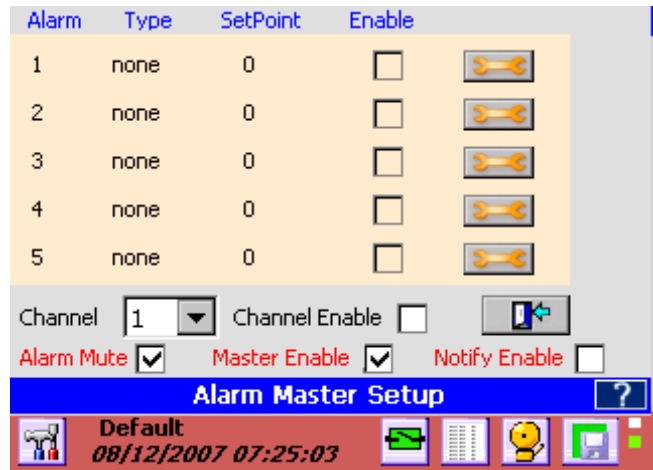 Alarm Type SetPoint Enable
1 none 0
2 none 0
3 none 0
4 none 0
5 none 0
Channel 1 Channel Enable
Alarm Mute Master Enable Notify Enable
Alarm Master Setup ?
Default
08/12/2007 07:25:03